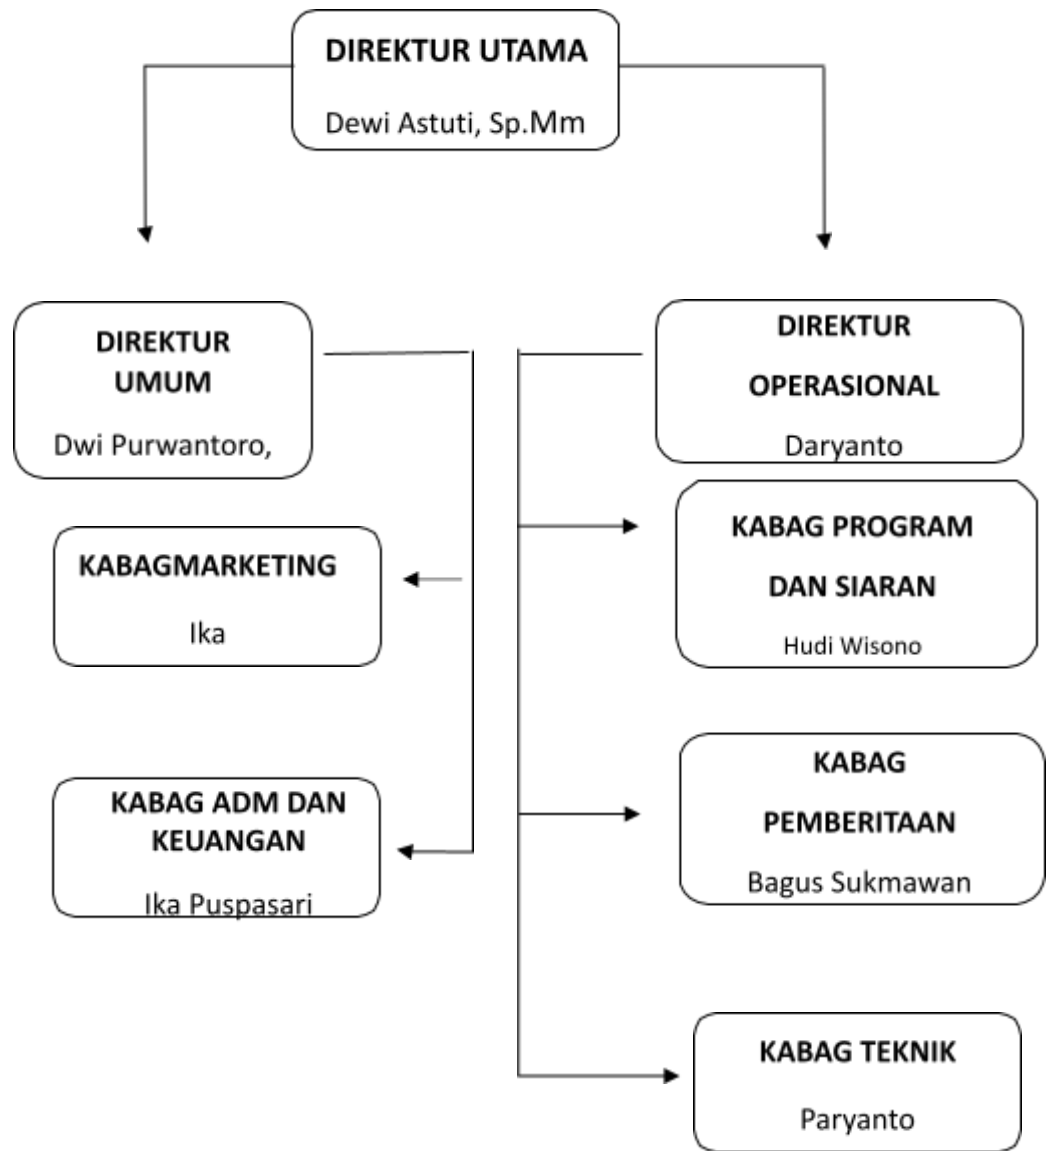 DIREKTUR UTAMA
Dewi Astuti, Sp.Mm
DIREKTUR
UMUM
Dwi Purwantoro,
DIREKTUR
OPERASIONAL
Daryanto
KABAGMARKETING
Ika
KABAG PROGRAM
DAN SIARAN
Hudi Wisono
KABAG ADM DAN
KEUANGAN
Ika Puspasari
KABAG
PEMBERITAAN
Bagus Sukmawan
KABAG TEKNIK
Paryanto